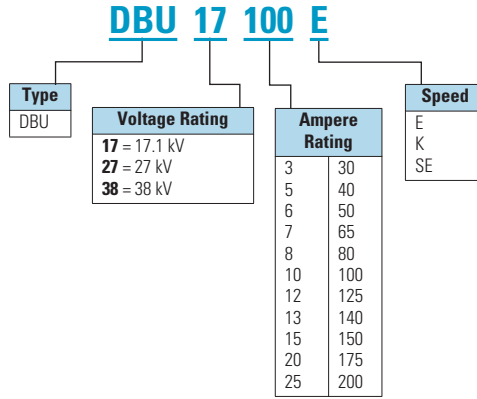 DBU 17 100 E
Type
DBU
Voltage Rating
17 = 17.1 kV
27 = 27 kV
38 = 38 kV
Ampere
Rating
3 30
5 40
6 50
7 65
8 80
10 100
12 125
13 140
15 150
20 175
25 200
Speed
E
K
SE